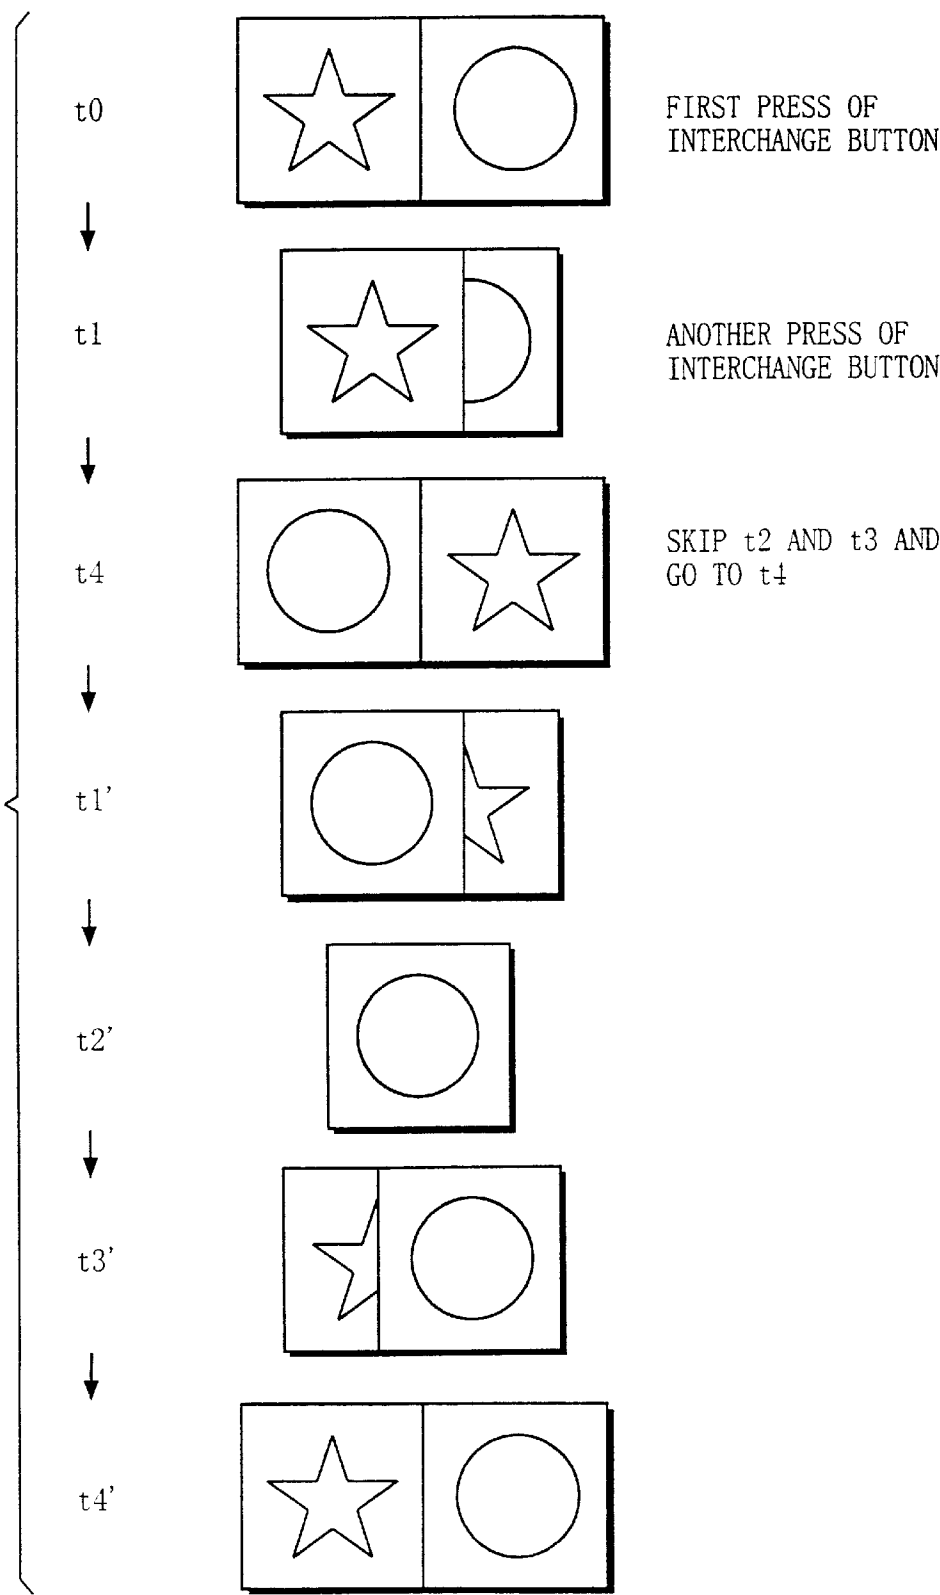 t0
FIRST PRESS OF
INTERCHANGE BUTTON
t1
ANOTHER PRESS OF
INTERCHANGE BUTTON
t4
SKIP t2 AND t3 AND
GO TO t4
t1'
t2'
t3'
t4'